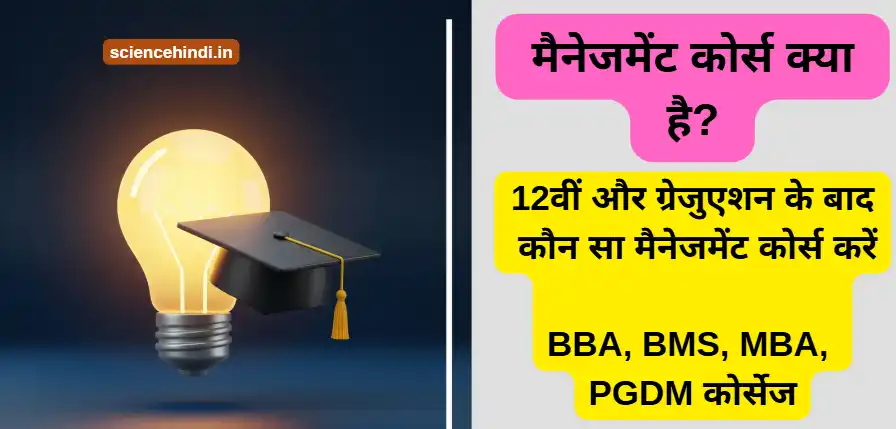 sciencehindi.in
मैनेजमेंट कोर्स क्या
है?
12वीं और ग्रेजुएशन के बाद
कौन सा मैनेजमेंट कोर्स करें
BBA, BMS, MBA,
PGDM कोर्सेज